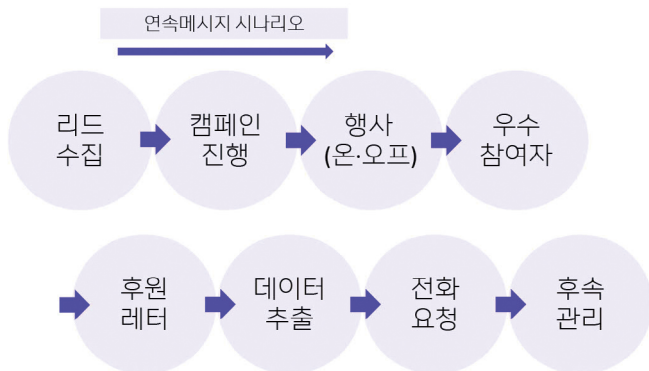 연속메시지 시나리오
리드
수집
캠페인
진행
행사
(온·오프)
우수
참여자
후원
레터
데이터
추출
전화
요청
후속
관리